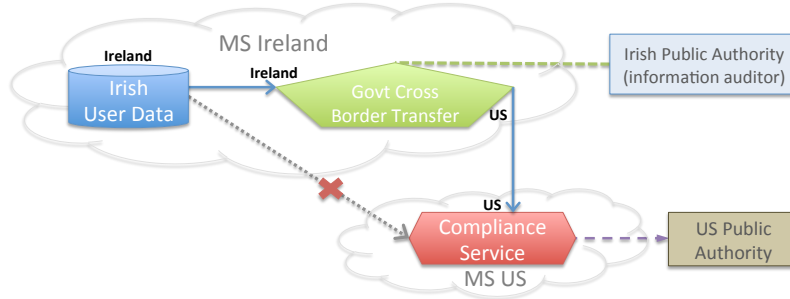 MS Ireland
Ireland
Irish
User Data
Ireland
Govt Cross
Border Transfer
US
Irish Public Authority
(information auditor)
US
Compliance
Service
MS US
US Public
Authority